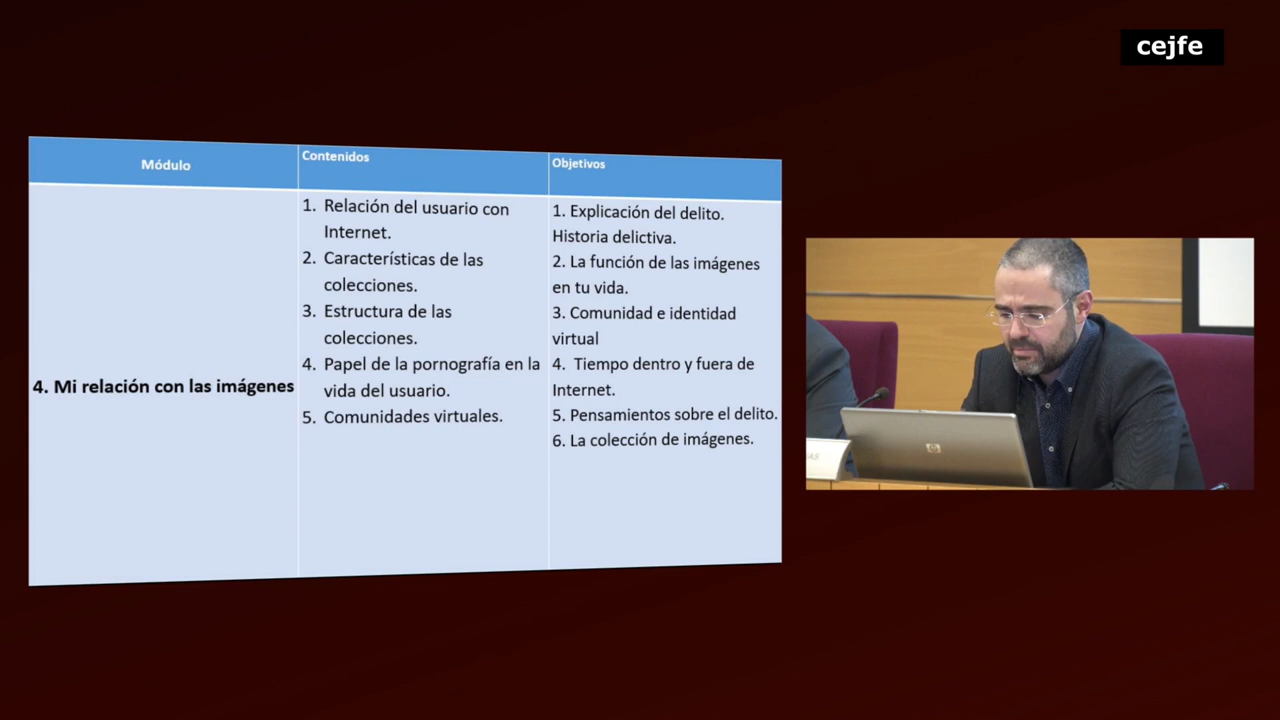 cejfe
Módulo
Contenidos
Objetivos
4. Mi relación con las imágenes
1. Relación del usuario con
Internet.
2. Características de las
colecciones.
3. Estructura de las
colecciones.
4. Papel de la pornografía en la
vida del usuario.
5. Comunidades virtuales.
1. Explicación del delito.
Historia delictiva.
2. La función de las imágenes
en tu vida.
3. Comunidad e identidad
virtual
4. Tiempo dentro y fuera de
Internet.
5. Pensamientos sobre el delito.
6. La colección de imágenes.
hp